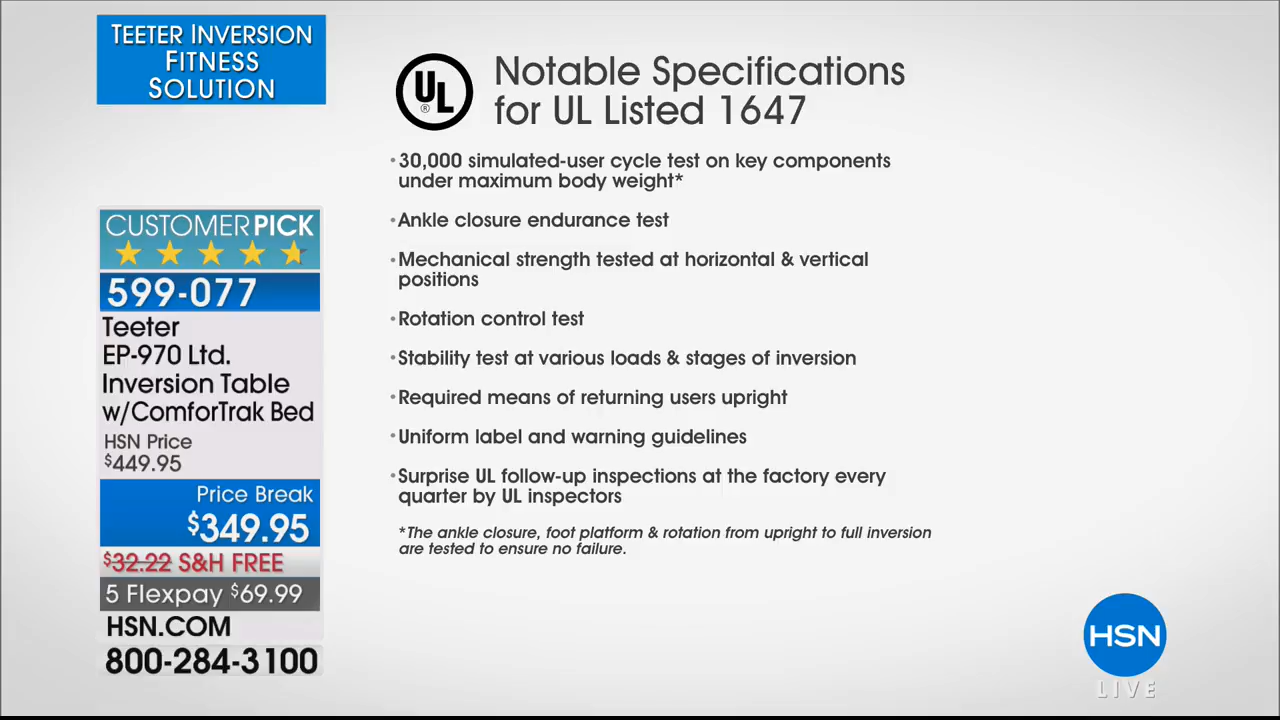 TEETER INVERSION
FITNESS
SOLUTION
UL®
Notable Specifications
for UL Listed 1647
•30,000 simulated-user cycle test on key components
under maximum body weight*
•Ankle closure endurance test
•Mechanical strength tested at horizontal & vertical
positions
•Rotation control test
•Stability test at various loads & stages of inversion
•Required means of returning users upright
•Uniform label and warning guidelines
•Surprise UL follow-up inspections at the factory every
quarter by UL inspectors
*The ankle closure, foot platform & rotation from upright to full inversion
are tested to ensure no failure.
CUSTOMER PICK
599-077
Teeter
EP-970 Ltd.
Inversion Table
w/ComforTrak Bed
HSN Price
$449.95
Price Break
$349.95
$32.22 S&H FREE
5 Flexpay $69.99
HSN.COM
800-284-3100
HSN
LIVE